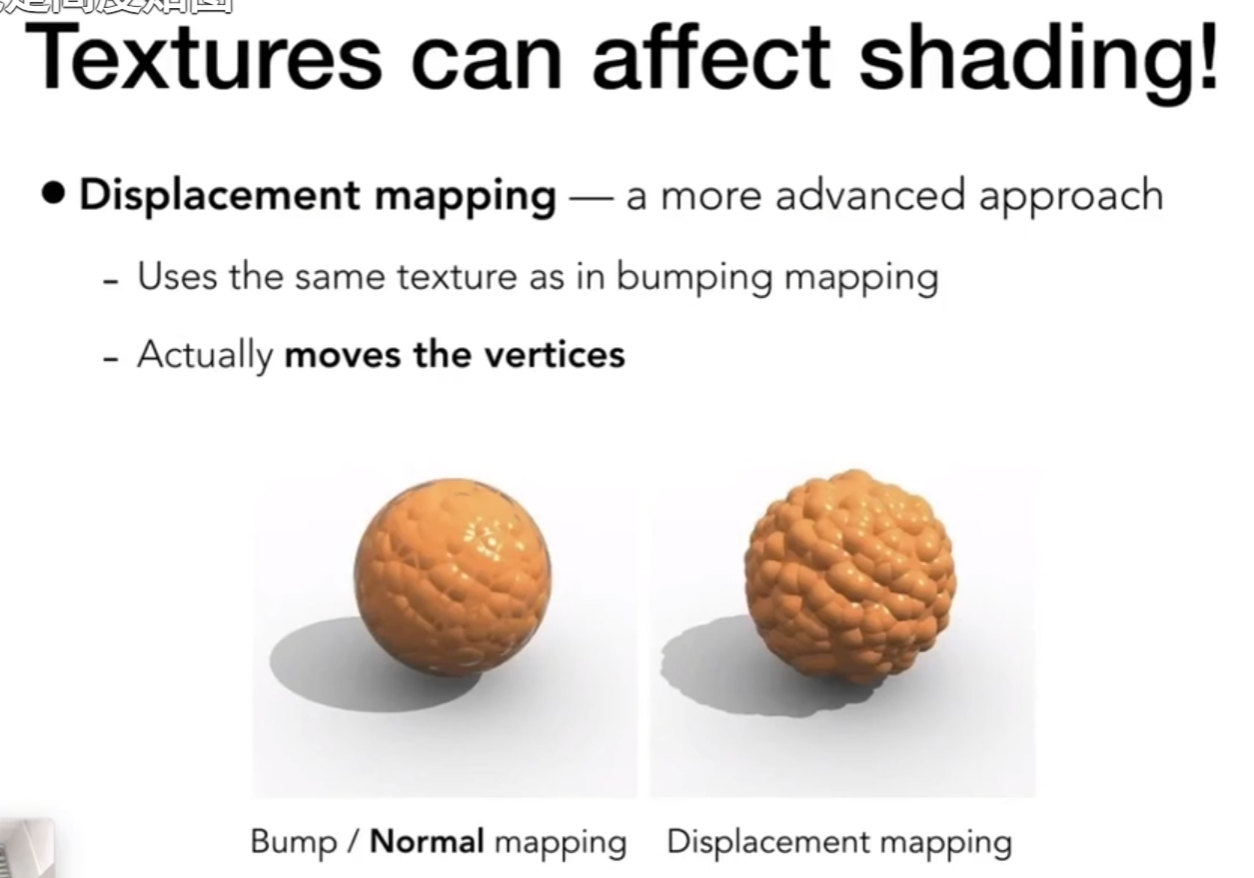 Textures can affect shading!
● Displacement mapping — a more advanced approach
- Uses the same texture as in bumping mapping
- Actually moves the vertices
Bump / Normal mapping
Displacement mapping